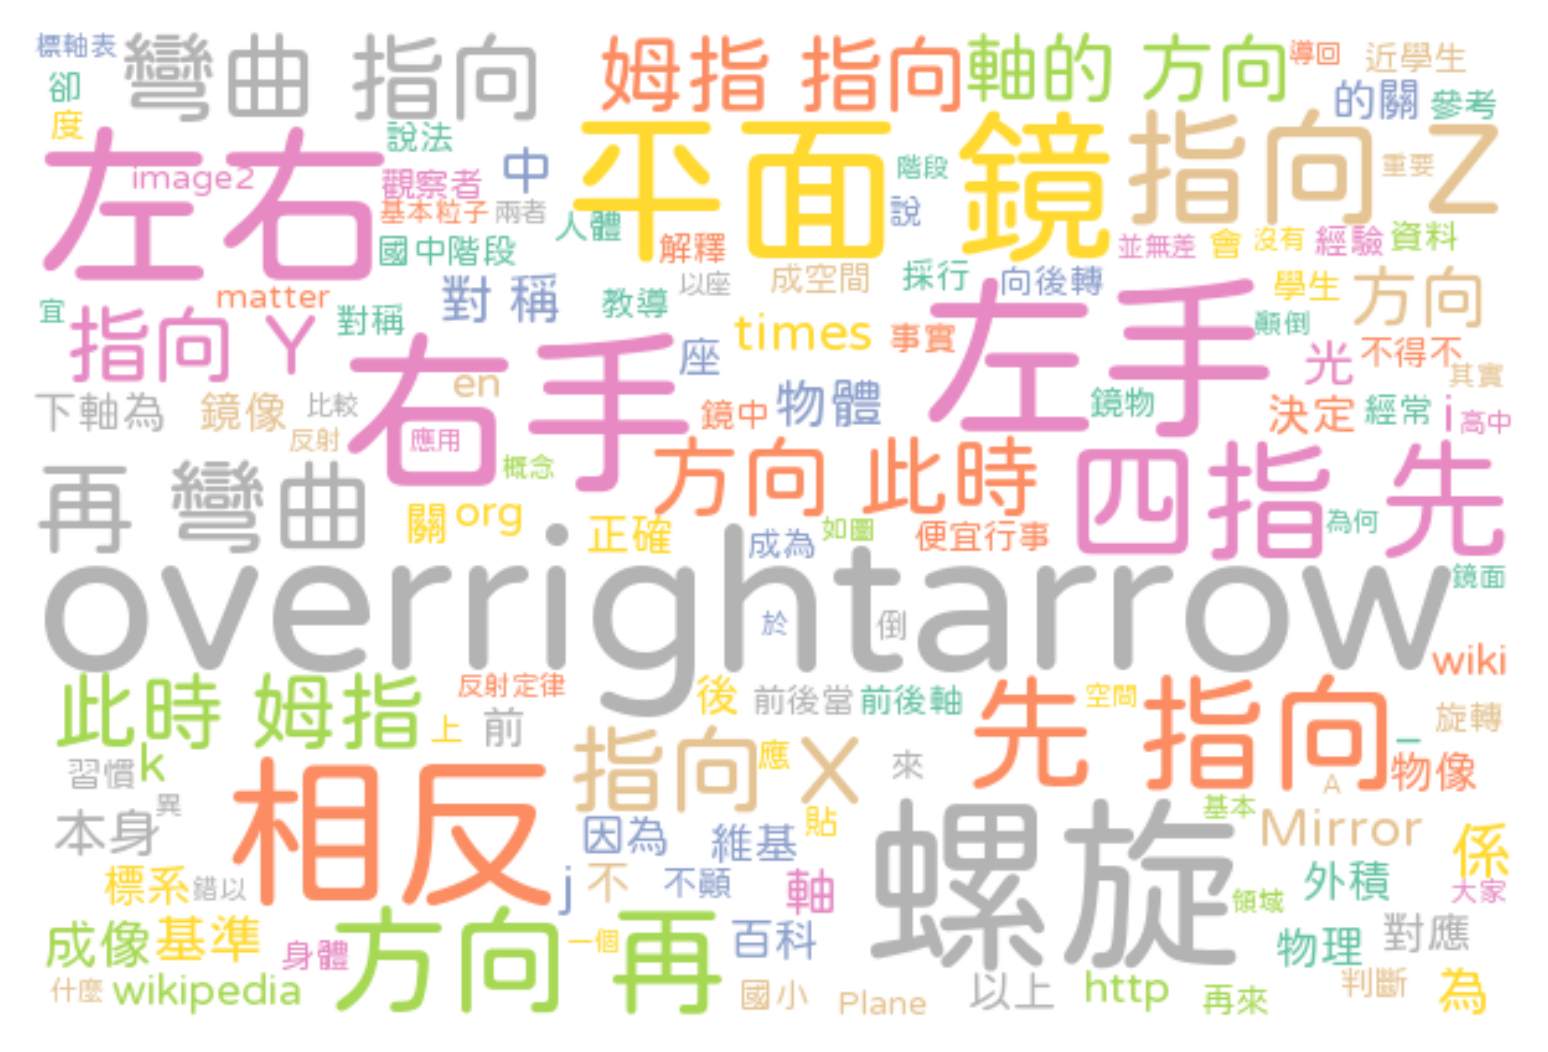 標軸表 彎曲 指向 姆指 指向 軸的 方向 導回 近學生
卻 的關 參考
度 說法
左右 image2 觀察者 中 平面 鏡 階段 指向 Z 重要
基本粒子 兩者 人體 說
國中階段 解釋 並無差 會 沒有 經驗 資料
matter 對 稱 以座 成空間 採行 向後轉 學生 方向
宜 指向 Y 對稱 教導 左手 顛倒
右手 座 times 事實 光 不得不
en 其實
下軸為 鏡像 比較 鏡中 物體 鏡物 決定 經常 i 高中
反射 應用
再 彎曲 概念 方向 此時 四指 先
關 org 正確 成為 如圖 便宜行事 為何
overrightarrow 鏡面
於 倒
wiki
此時 姆指 反射定律 後 前後當 前後軸 先 指向 空間
上 前 旋轉
習慣 k 指向 X 應 來 _ 物像
異 相反 A
本身 因為 維基 貼 螺旋 基本 Mirror 係
標系 錯以 j 不 不顛 軸 外積 大家
領域
成像 基準 身體 方向 再 一個 百科 物理 對應
什麼 wikipedia 國小 Plane 以上 http 再來 判斷 為